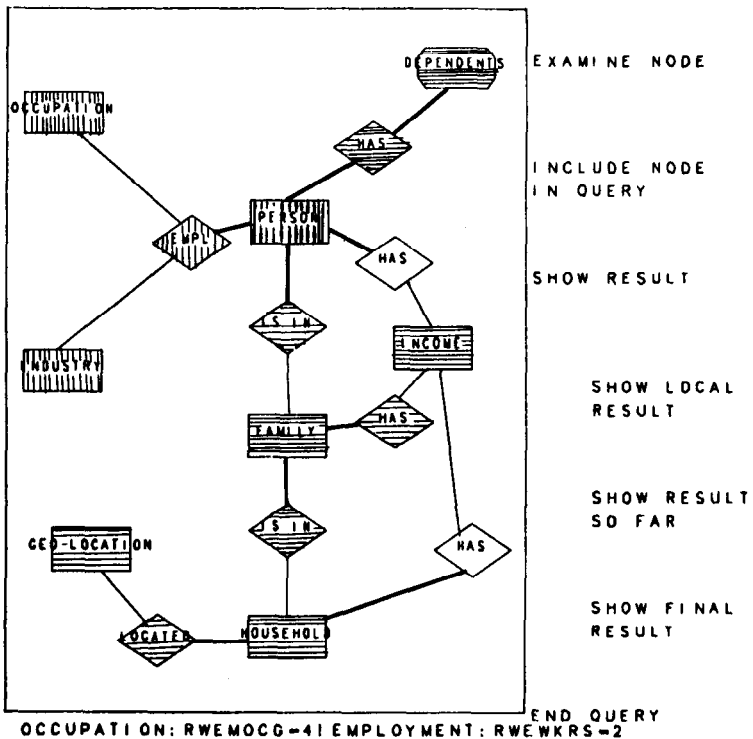 DEPENDENTS
EXAMINE NODE
OCCUPATION
HAS
INCLUDE NODE
IN QUERY
PERSON
EMPL
HAS
SHOW RESULT
IS IN
INCOME
INDUSTRY
SHOW LOCAL
RESULT
HAS
FAMILY
SHOW RESULT
SO FAR
IS IN
GEO-LOCATION
HAS
SHOW FINAL
RESULT
LOCATED
HOUSEHOLD
END QUERY
OCCUPATION: RWEMOCG=41 EMPLOYMENT: RWEWKRS=2